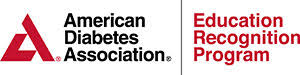 American
Diabetes
Association®
®
Education
Recognition
Program